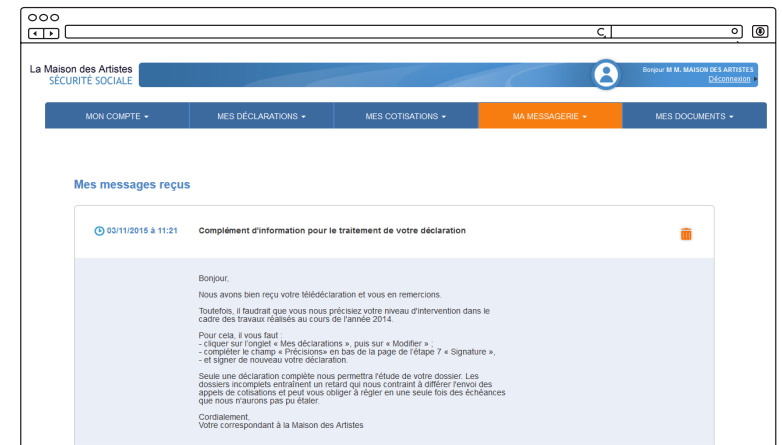 La Maison des Artistes
SÉCURITÉ SOCIALE
Bonjour M M. MAISON DES ARTISTES
Déconnexion
MON COMPTE
MES DÉCLARATIONS
MES COTISATIONS
MA MESSAGERIE
MES DOCUMENTS
Mes messages reçus
03/11/2015 à 11:21
Complément d'information pour le traitement de votre déclaration
Bonjour,
Nous avons bien reçu votre télédéclaration et vous en remercions.
Toutefois, il faudrait que vous nous précisiez votre niveau d'intervention dans le
cadre des travaux réalisés au cours de l'année 2014.
Pour cela, il vous faut :
- cliquer sur l'onglet « Mes déclarations », puis sur « Modifier » ;
- compléter le champ « Précisions» en bas de la page de l'étape 7 « Signature »,
- et signer de nouveau votre déclaration.
Seule une déclaration complète nous permettra l'étude de votre dossier. Les
dossiers incomplets entraînent un retard qui nous contraint à différer l'envoi des
appels de cotisations et peut vous obliger à régler en une seule fois des échéances
que nous n'aurons pas pu étaler.
Cordialement,
Votre correspondant à la Maison des Artistes